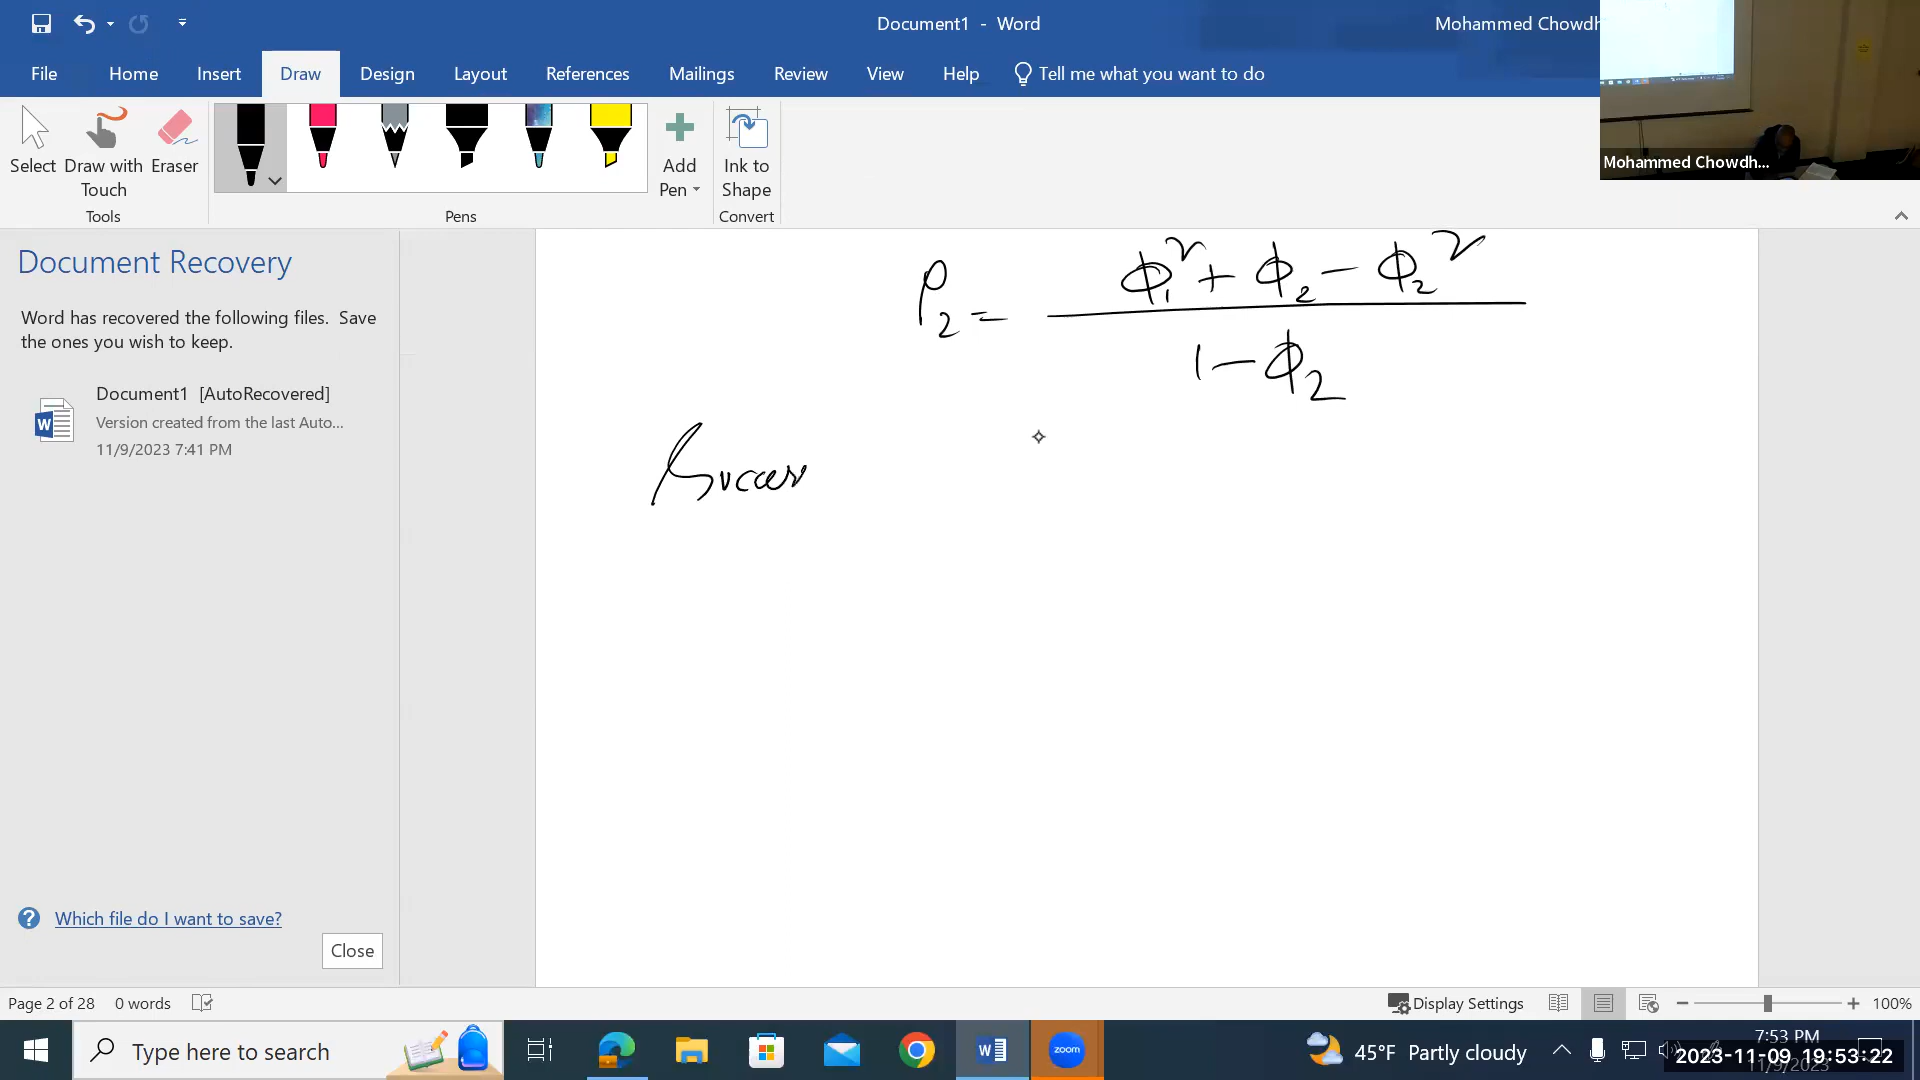 Document1 - Word
Mohammed Chowdh
File Home Insert Draw Design Layout References Mailings Review View Help Tell me what you want to do
Select Draw with Touch Eraser
Add Pen
Ink to Shape
Tools Pens Convert
Mohammed Chowdh...
Document Recovery
Word has recovered the following files. Save
the ones you wish to keep.
Document1 [AutoRecovered]
Version created from the last Auto...
11/9/2023 7:41 PM
ρ₂ = (ϕ₁² + ϕ₂ − ϕ₂²) / (1 − ϕ₂)
Which file do I want to save?
Close
Page 2 of 28 0 words
Display Settings
100%
Type here to search
zoom
45°F Partly cloudy
7:53 PM
11/9/2023
2023-11-09 19:53:22